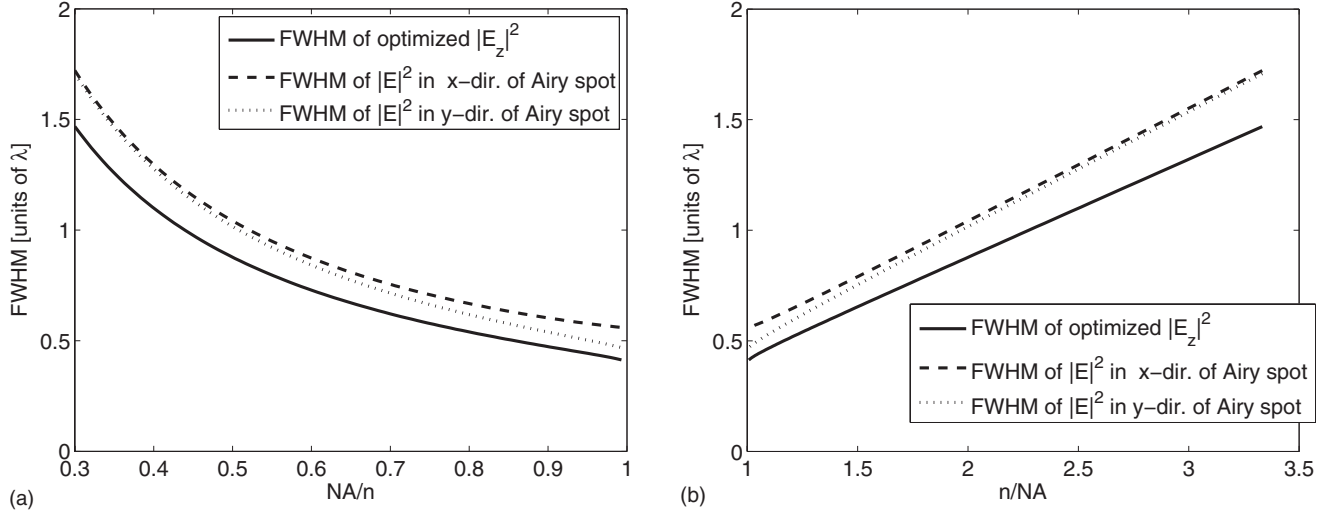 2
1.5
1
0.5
0
FWHM [units of λ]
FWHM of optimized |E_z|^2
FWHM of |E|^2 in x-dir. of Airy spot
FWHM of |E|^2 in y-dir. of Airy spot
0.3 0.4 0.5 0.6 0.7 0.8 0.9 1
NA/n
(a)
2
1.5
1
0.5
0
FWHM [units of λ]
FWHM of optimized |E_z|^2
FWHM of |E|^2 in x-dir. of Airy spot
FWHM of |E|^2 in y-dir. of Airy spot
1 1.5 2 2.5 3 3.5
n/NA
(b)